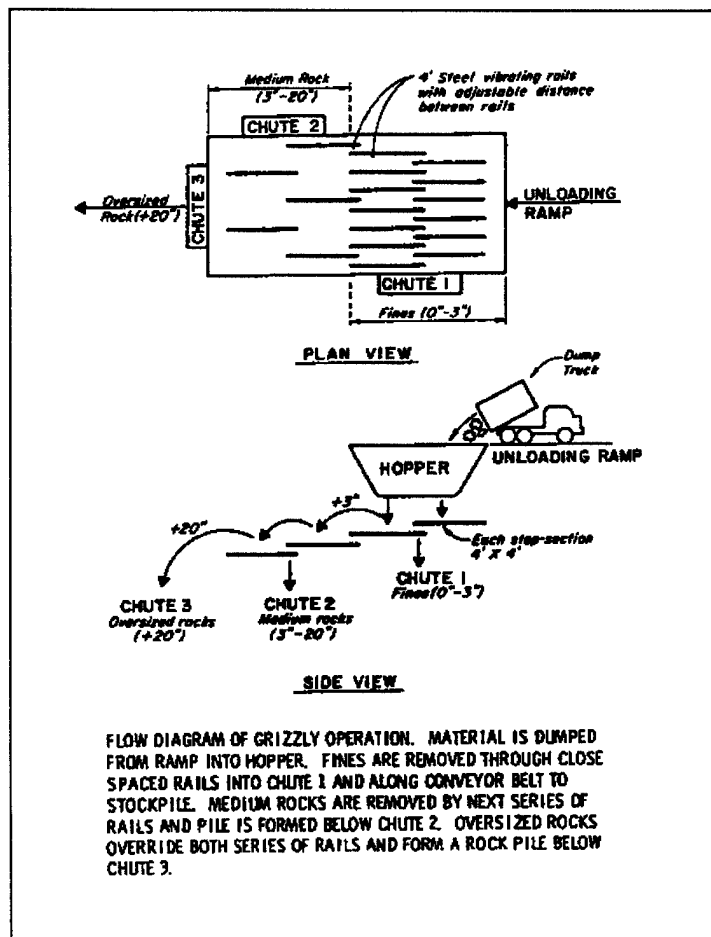 Medium Rock
(3"-20")
4' Steel vibrating rails
with adjustable distance
between rails
CHUTE 2
CHUTE 3
Oversized
Rock(+20")
UNLOADING
RAMP
CHUTE 1
Fines (0"-3")
PLAN VIEW
Dump
Truck
HOPPER
UNLOADING RAMP
+3"
+20"
Each step-section
4' X 4'
CHUTE 1
Fines(0"-3")
CHUTE 3
Oversized rocks
(+20")
CHUTE 2
Medium rocks
(3"-20")
SIDE VIEW
FLOW DIAGRAM OF GRIZZLY OPERATION. MATERIAL IS DUMPED
FROM RAMP INTO HOPPER. FINES ARE REMOVED THROUGH CLOSE
SPACED RAILS INTO CHUTE 1 AND ALONG CONVEYOR BELT TO
STOCKPILE. MEDIUM ROCKS ARE REMOVED BY NEXT SERIES OF
RAILS AND PILE IS FORMED BELOW CHUTE 2. OVERSIZED ROCKS
OVERRIDE BOTH SERIES OF RAILS AND FORM A ROCK PILE BELOW
CHUTE 3.